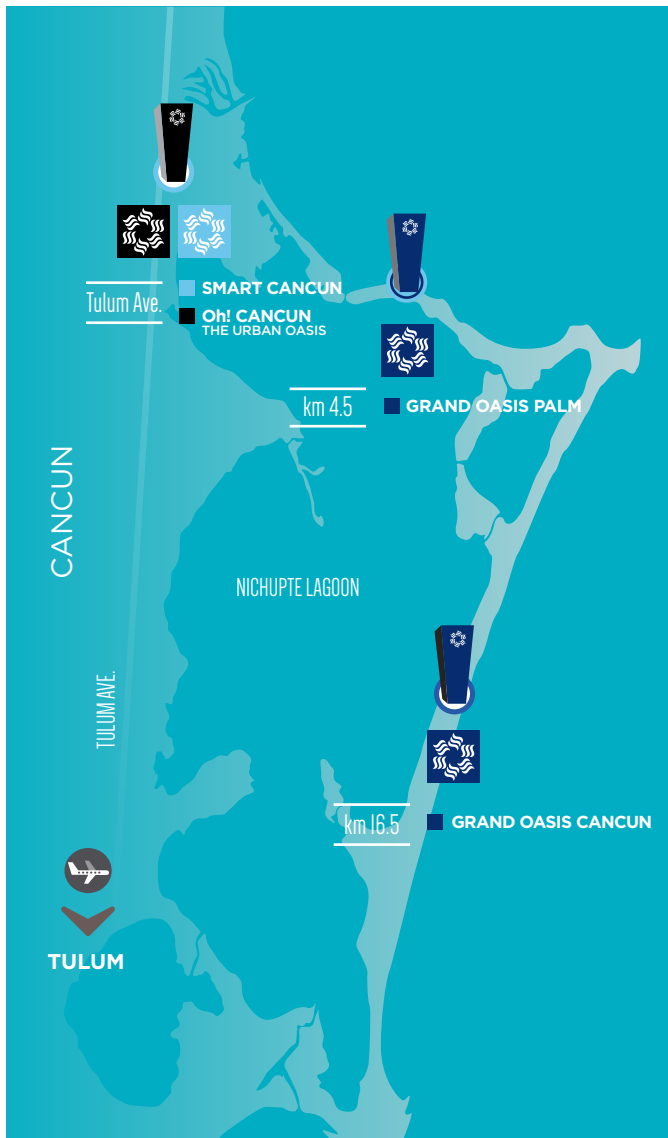 SMART CANCUN
Tulum Ave.
Oh! CANCUN
THE URBAN OASIS
km 4.5
GRAND OASIS PALM
CANCUN
NICHUPTE LAGOON
TULUM AVE.
km 16.5
GRAND OASIS CANCUN
TULUM